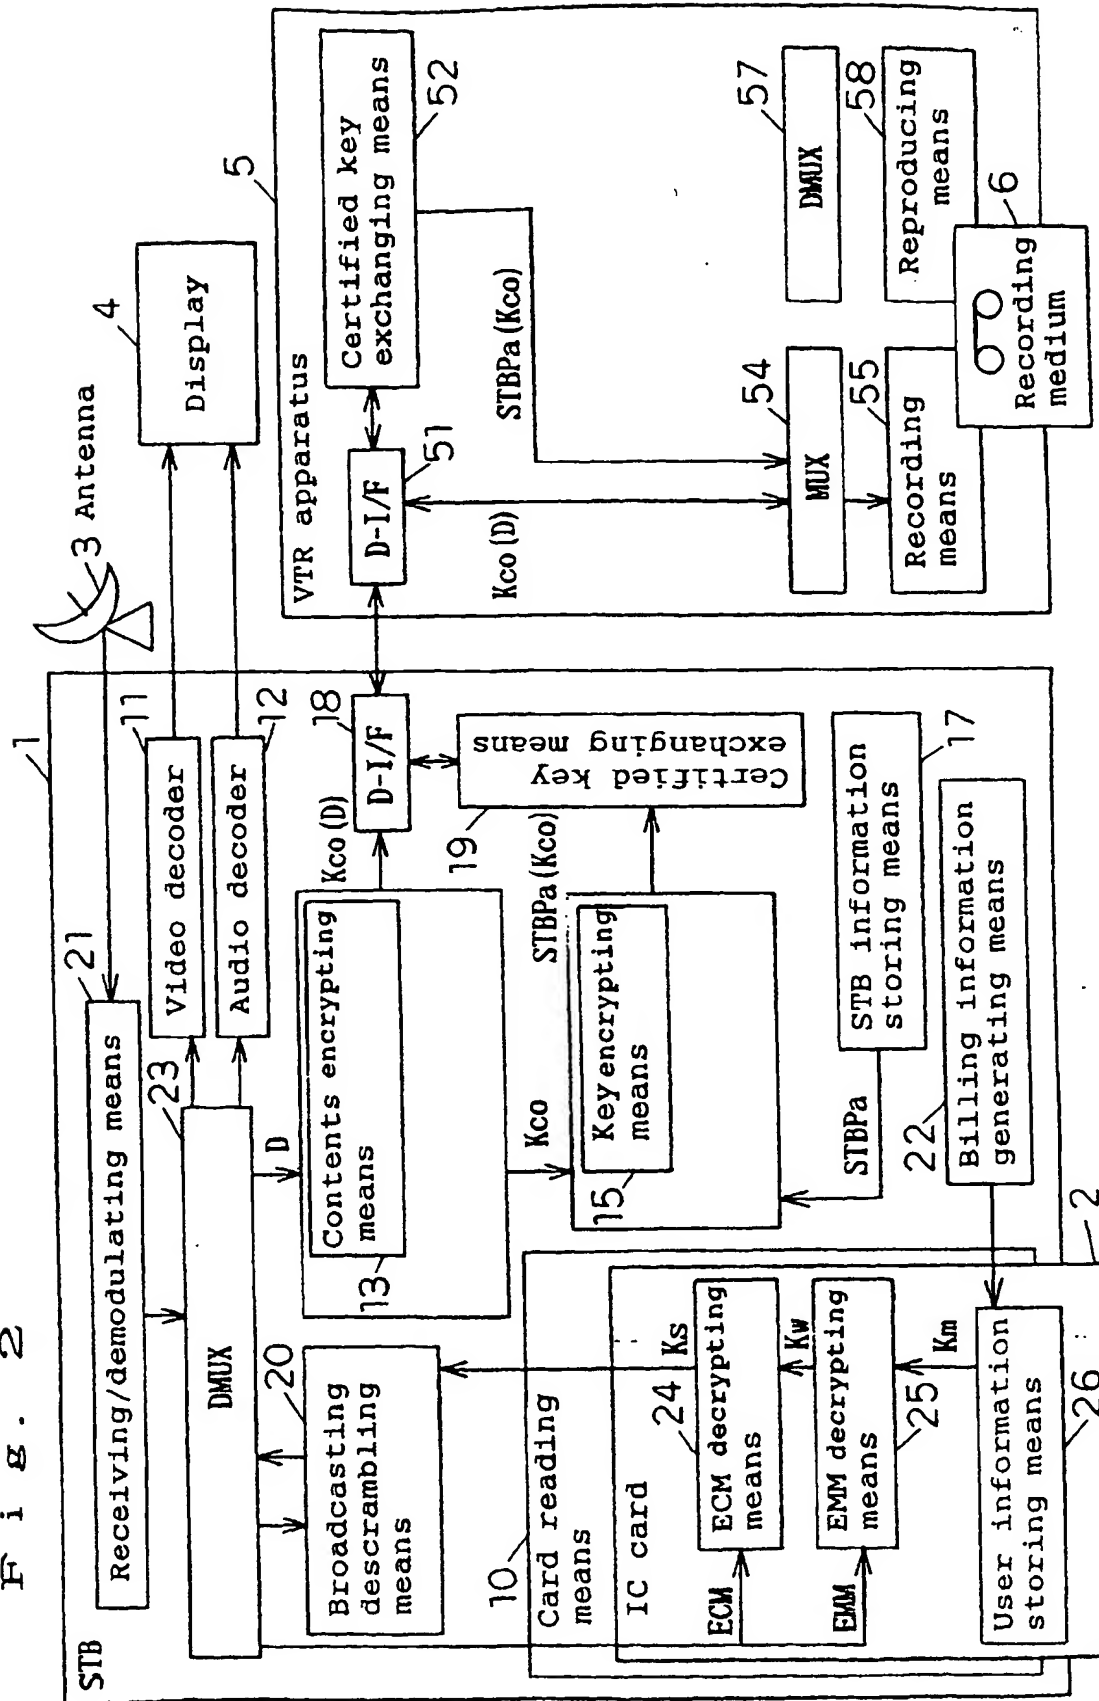 Fig. 2
STB
1
Receiving/demodulating means
21
3 Antenna
DMUX
23
Video decoder
11
Audio decoder
12
Display
4
Broadcasting
descrambling
means
20
D
Contents encrypting
means
13
Kco(D)
D-I/F
18
Certified key
exchanging means
19
Kco
STBPa(Kco)
Key encrypting
means
15
STB information
storing means
17
STBPa
Billing information
generating means
22
10
Card reading
means
IC card
2
ECM
ECM decrypting
means
24
Ks
Kw
EMM
EMM decrypting
means
25
Km
User information
storing means
26
VTR apparatus
5
D-I/F
51
Certified key
exchanging means
52
Kco(D)
STBPa(Kco)
MUX
54
DMUX
57
Recording
means
55
Reproducing
means
58
Recording
medium
6